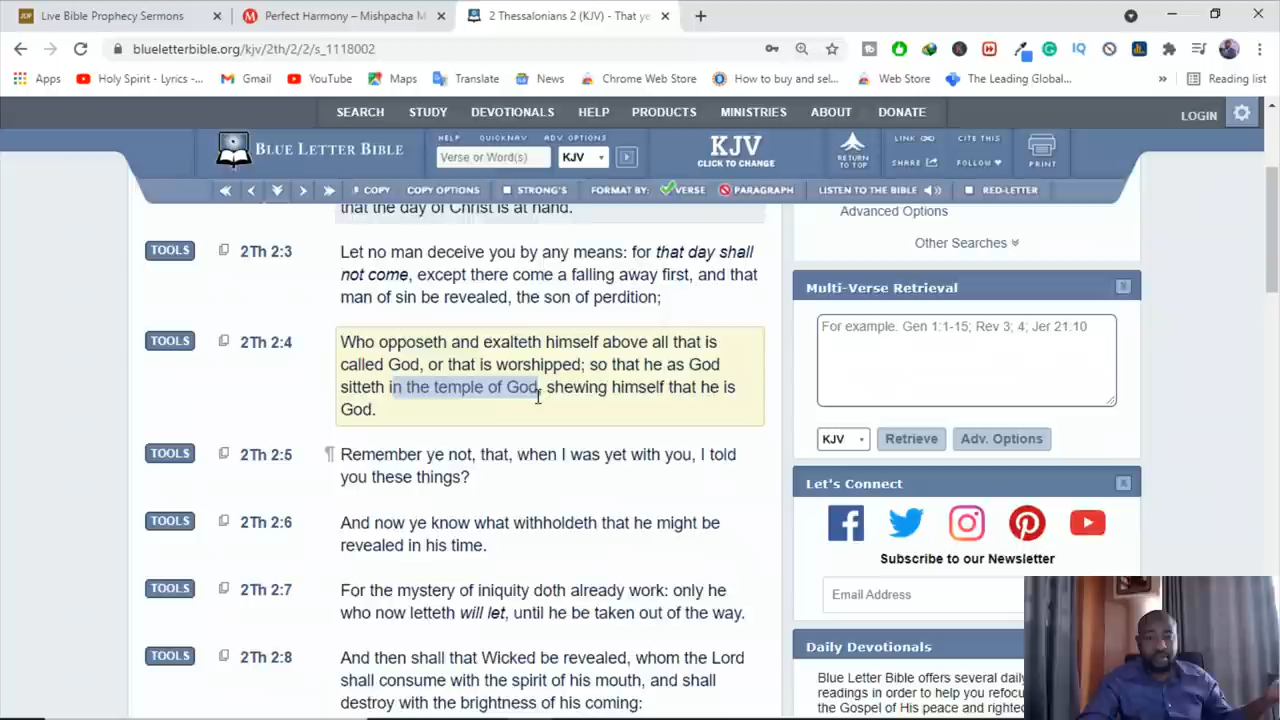 Live Bible Prophecy Sermons
Perfect Harmony – Mishpacha M
2 Thessalonians 2 (KJV) - That ye
blueletterbible.org/kjv/2th/2/2/s_1118002
Apps
Holy Spirit - Lyrics -...
Gmail
YouTube
Maps
Translate
News
Chrome Web Store
How to buy and sel...
Web Store
The Leading Global...
Reading list
SEARCH STUDY DEVOTIONALS HELP PRODUCTS MINISTRIES ABOUT DONATE
LOGIN
BLUE LETTER BIBLE
HELP QUICKNAV ADV OPTIONS
Verse or Word(s)
KJV
KJV
CLICK TO CHANGE
RETURN
TO TOP
LINK
CITE THIS
SHARE
FOLLOW
PRINT
COPY COPY OPTIONS STRONG'S FORMAT BY: VERSE PARAGRAPH LISTEN TO THE BIBLE RED-LETTER
that the day of Christ is at hand.
TOOLS 2Th 2:3 Let no man deceive you by any means: for that day shall
not come, except there come a falling away first, and that
man of sin be revealed, the son of perdition;
TOOLS 2Th 2:4 Who opposeth and exalteth himself above all that is
called God, or that is worshipped; so that he as God
sitteth in the temple of God, shewing himself that he is
God.
TOOLS 2Th 2:5 ¶ Remember ye not, that, when I was yet with you, I told
you these things?
TOOLS 2Th 2:6 And now ye know what withholdeth that he might be
revealed in his time.
TOOLS 2Th 2:7 For the mystery of iniquity doth already work: only he
who now letteth will let, until he be taken out of the way.
TOOLS 2Th 2:8 And then shall that Wicked be revealed, whom the Lord
shall consume with the spirit of his mouth, and shall
destroy with the brightness of his coming:
Advanced Options
Other Searches
Multi-Verse Retrieval
For example. Gen 1:1-15; Rev 3; 4; Jer 21:10
KJV Retrieve Adv. Options
Let's Connect
Subscribe to our Newsletter
Email Address
Daily Devotionals
Blue Letter Bible offers several daily
readings in order to help you refocu
the Gospel of His peace and righted